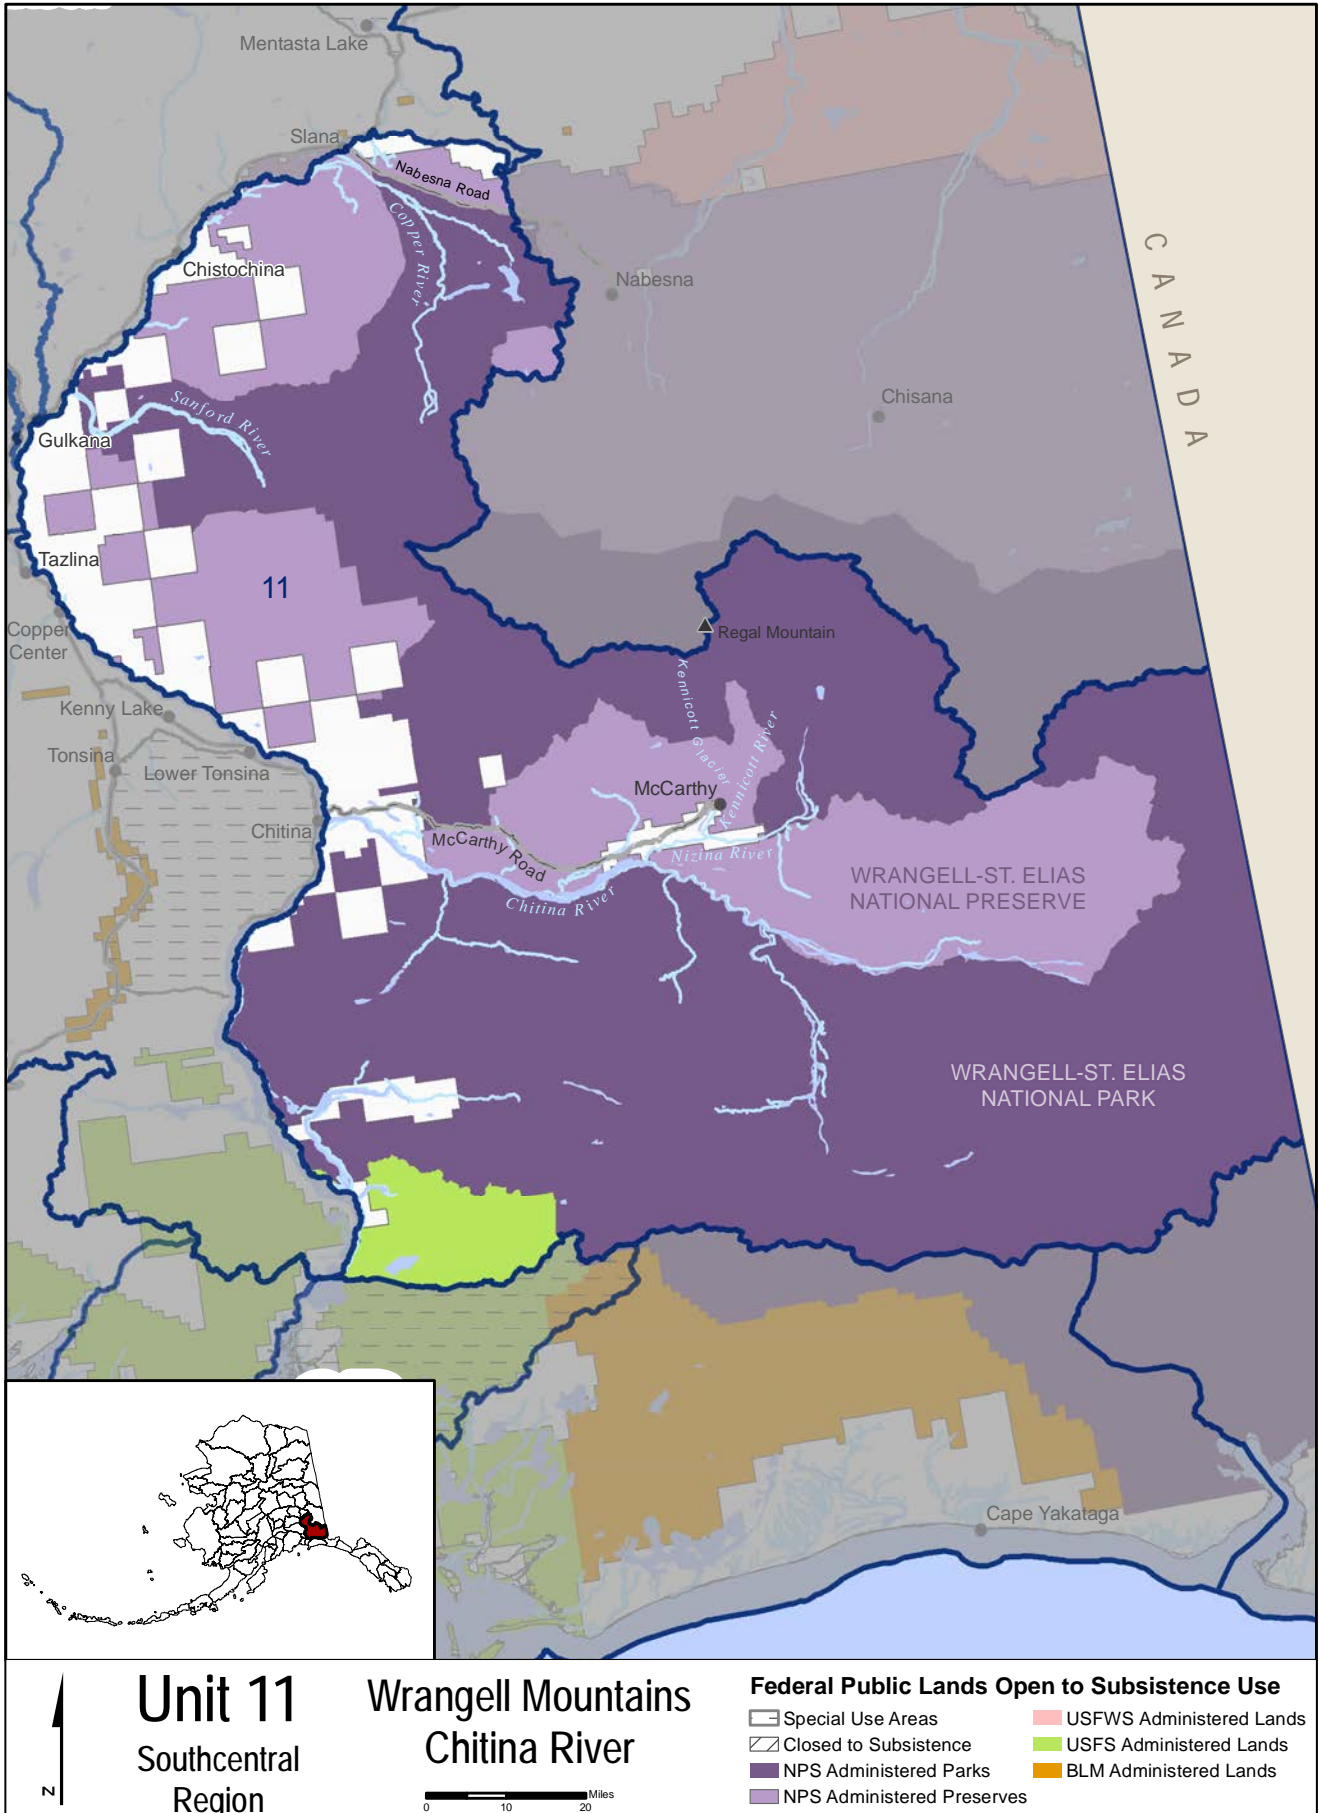 Mentasta Lake
Slana
Nabesna Road
Copper River
CANADA
Chistochina
Nabesna
Sanford River
Chisana
Gulkana
Tazlina
11
Copper
Center
Regal Mountain
Kennicott Glacier
Kennicott River
Kenny Lake
Tonsina
Lower Tonsina
McCarthy
Chitina
McCarthy Road
Nizina River
Chitina River
WRANGELL-ST. ELIAS
NATIONAL PRESERVE
WRANGELL-ST. ELIAS
NATIONAL PARK
Cape Yakataga
N
Unit 11
Southcentral
Region
Wrangell Mountains
Chitina River
Miles
0 10 20
Federal Public Lands Open to Subsistence Use
Special Use Areas
Closed to Subsistence
NPS Administered Parks
NPS Administered Preserves
USFWS Administered Lands
USFS Administered Lands
BLM Administered Lands